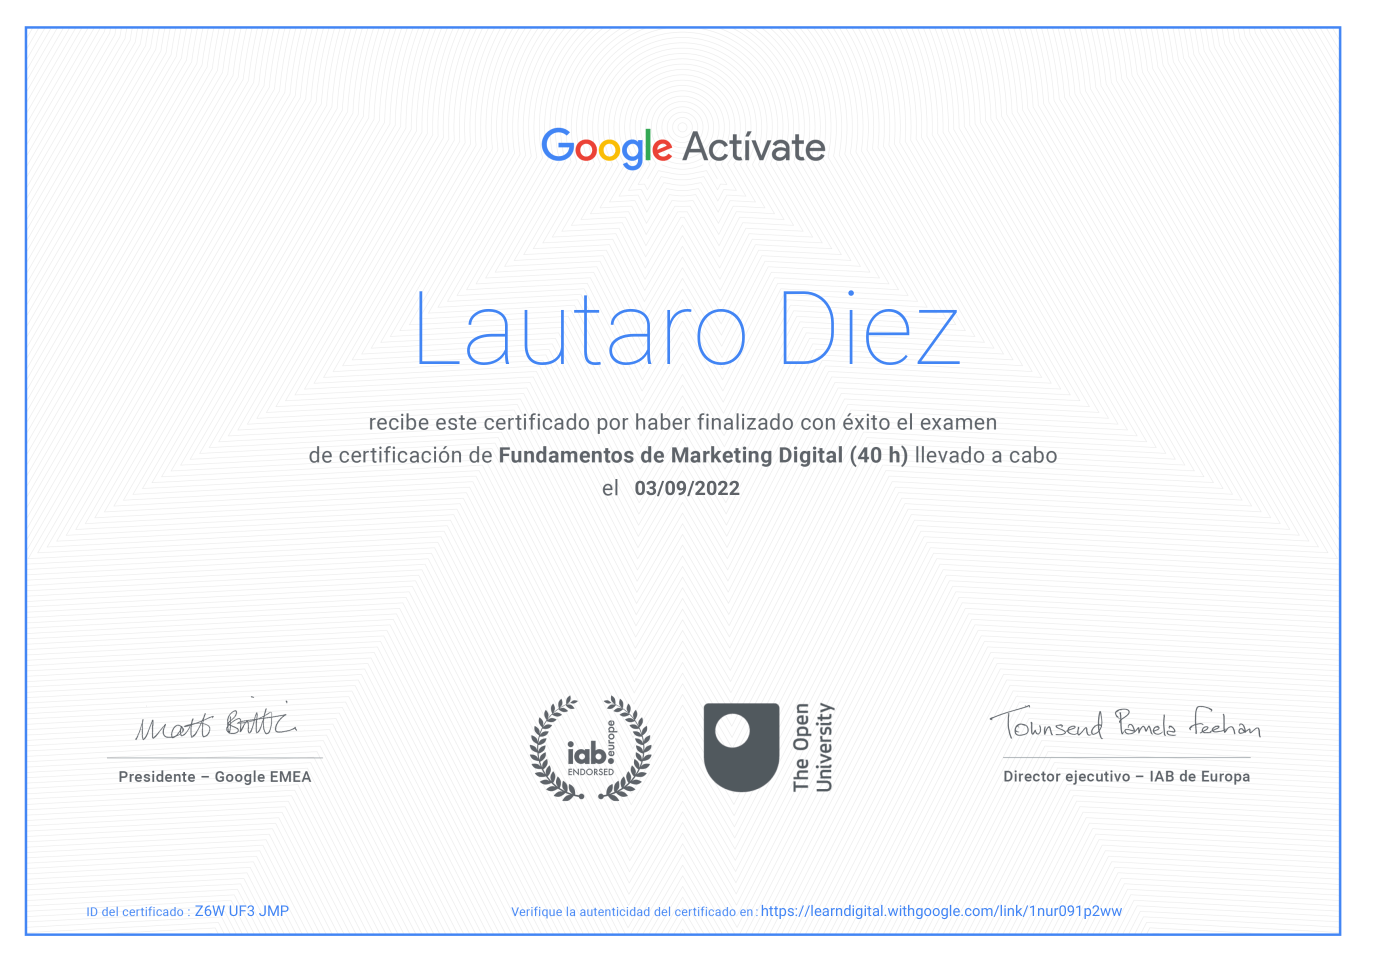 Google Actívate
Lautaro Diez
recibe este certificado por haber finalizado con éxito el examen
de certificación de Fundamentos de Marketing Digital (40 h) llevado a cabo
el 03/09/2022
Matt Brittin
Presidente – Google EMEA
iab.europe
ENDORSED
The Open
University
Townsend Pamela Feehan
Director ejecutivo – IAB de Europa
ID del certificado : Z6W UF3 JMP
Verifique la autenticidad del certificado en : https://learndigital.withgoogle.com/link/1nur091p2ww